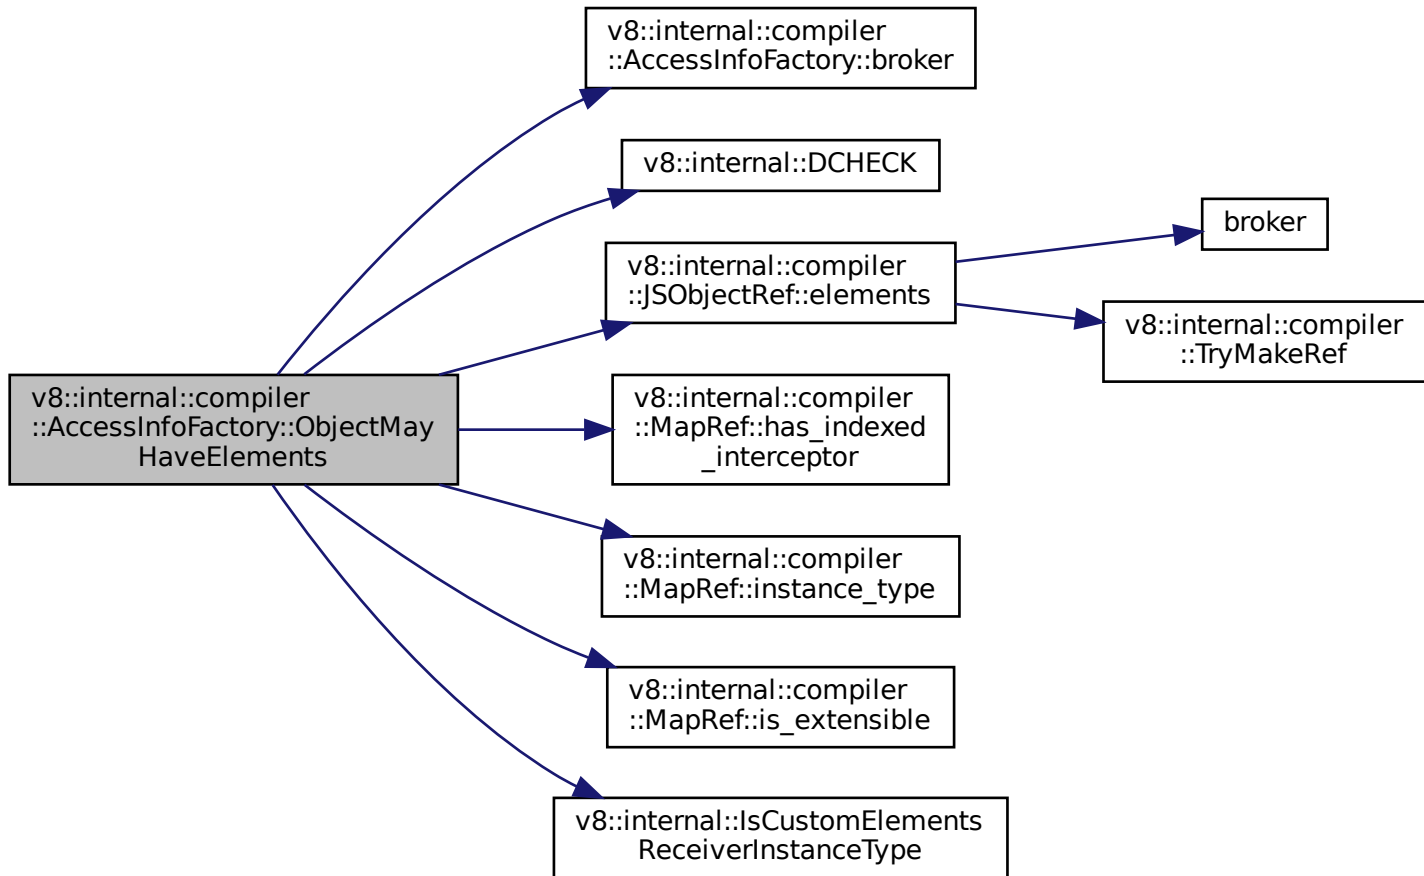 v8::internal::compiler
::AccessInfoFactory::broker
v8::internal::DCHECK
v8::internal::compiler
::JSObjectRef::elements
broker
v8::internal::compiler
::TryMakeRef
v8::internal::compiler
::AccessInfoFactory::ObjectMay
HaveElements
v8::internal::compiler
::MapRef::has_indexed
_interceptor
v8::internal::compiler
::MapRef::instance_type
v8::internal::compiler
::MapRef::is_extensible
v8::internal::IsCustomElements
ReceiverInstanceType